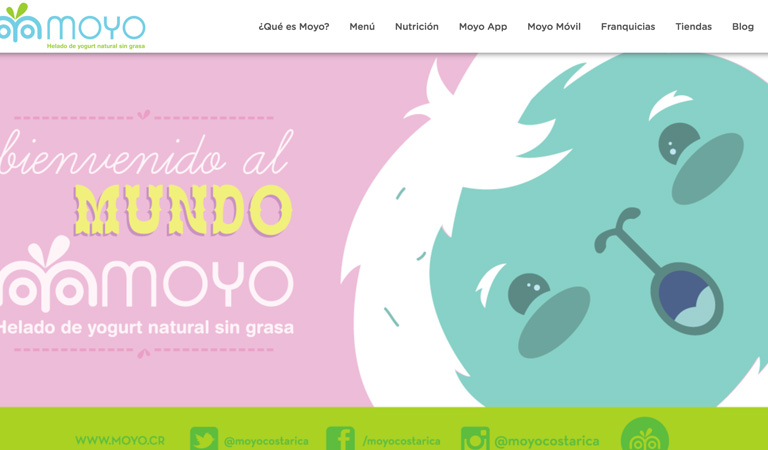 MOYO
Helado de yogurt natural sin grasa
¿Qué es Moyo? Menú Nutrición Moyo App Moyo Móvil Franquicias Tiendas Blog
bienvenido al
MUNDO
MOYO
Helado de yogurt natural sin grasa
WWW.MOYO.CR @moyocostarica /moyocostarica @moyocostarica